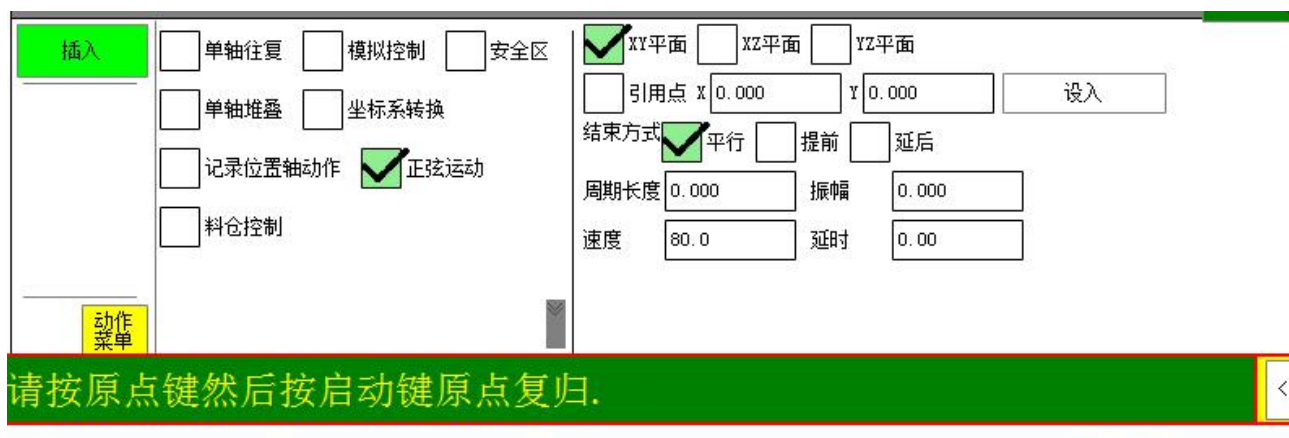 插入
单轴往复 模拟控制 安全区
单轴堆叠 坐标系转换
记录位置轴动作 正弦运动
料仓控制
动作
菜单
XY平面 XZ平面 YZ平面
引用点 X 0.000 Y 0.000 设入
结束方式 平行 提前 延后
周期长度 0.000 振幅 0.000
速度 80.0 延时 0.00
请按原点键然后按启动键原点复归.
<